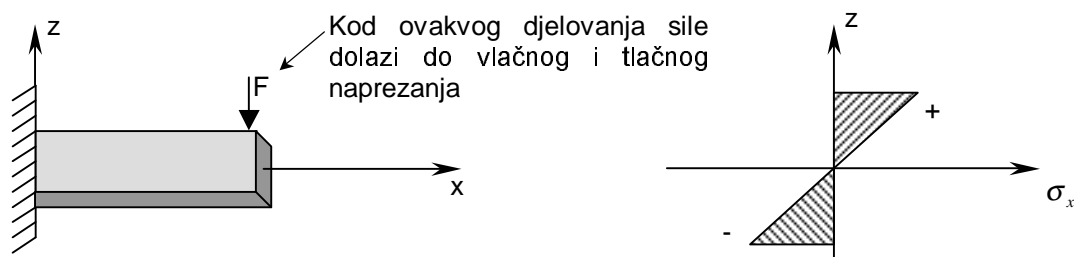 z
Kod ovakvog djelovanja sile
dolazi do vlačnog i tlačnog
naprezanja
F
x
z
+
-
σx